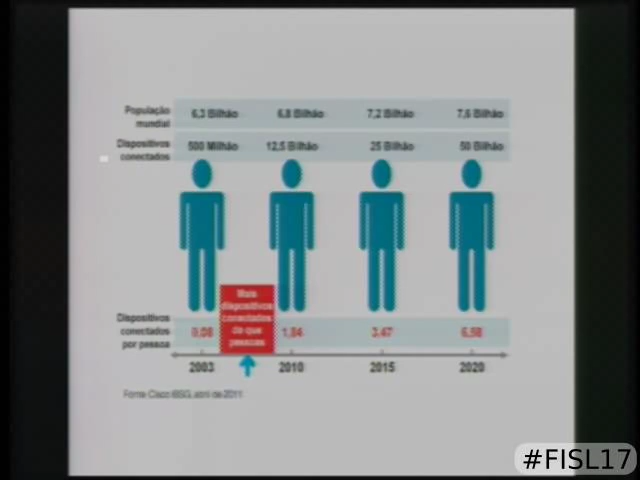 População
mundial
6,3 Bilhão
6,8 Bilhão
7,2 Bilhão
7,6 Bilhão
Dispositivos
conectados
500 Milhão
12,5 Bilhão
25 Bilhão
50 Bilhão
Mais
dispositivos
conectados
do que
pessoas
Dispositivos
conectados
por pessoa
0,08
1,84
3,47
6,58
2003
2010
2015
2020
Fonte Cisco IBSG, abril de 2011
#FISL17